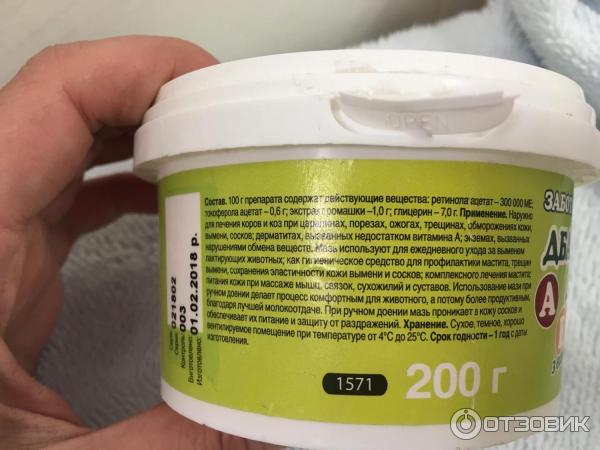 OPEN
Состав. 100 г препарата содержат действующие вещества: ретинола ацетат – 300 000 МЕ;
токоферола ацетат – 0,6 г; экстракт ромашки –1,0 г; глицерин – 7,0 г. Применение. Наружно
для лечения коров и коз при царапинах, порезах, ожогах, трещинах, обморожениях кожи,
вымени, сосков; дерматитах, вызванных недостатком витамина А; экземах, вызванных
нарушениями обмена веществ. Мазь используют для ежедневного ухода за выменем
лактирующих животных; как гигиеническое средство для профилактики мастита, трещин
вымени, сохранения эластичности кожи вымени и сосков; комплексного лечения мастита;
питания кожи при массаже мышц, связок, сухожилий и суставов. Использование мази при
ручном доении делает процесс комфортным для животного, а потому более продуктивным,
благодаря лучшей молокоотдаче. При ручном доении мазь проникает в кожу сосков и
обеспечивает их питание и защиту от раздражений. Хранение. Сухое, темное, хорошо
вентилируемое помещение при температуре от 4°С до 25°С. Срок годности – 1 год с даты
изготовления.
021802
003
01.02.2018 р.
Серія
Серия
Контроль
Виготовлено:
Изготовлено:
1571
200 г
ЗАБО
А
ОТЗОВИК